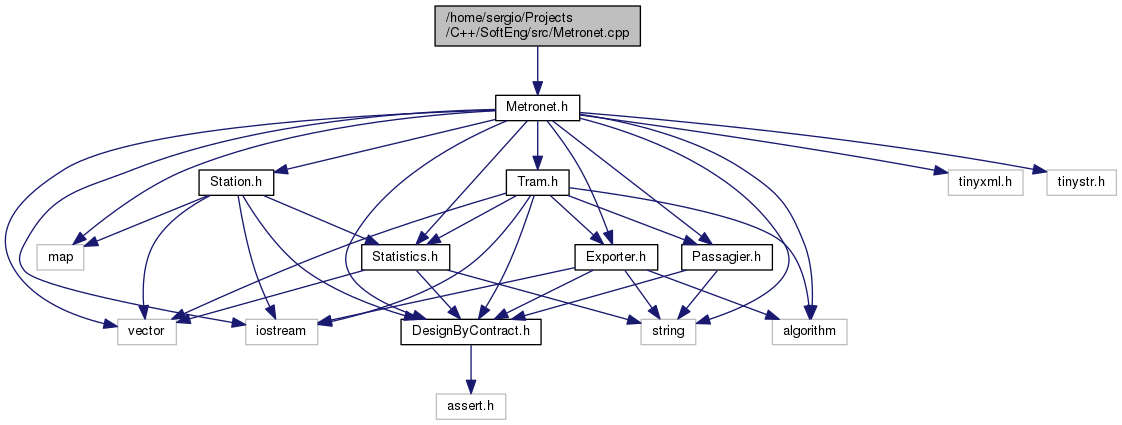 /home/sergio/Projects
/C++/SoftEng/src/Metronet.cpp
Metronet.h
Station.h
Tram.h
tinyxml.h
tinystr.h
map
Statistics.h
Exporter.h
Passagier.h
vector
iostream
DesignByContract.h
string
algorithm
assert.h